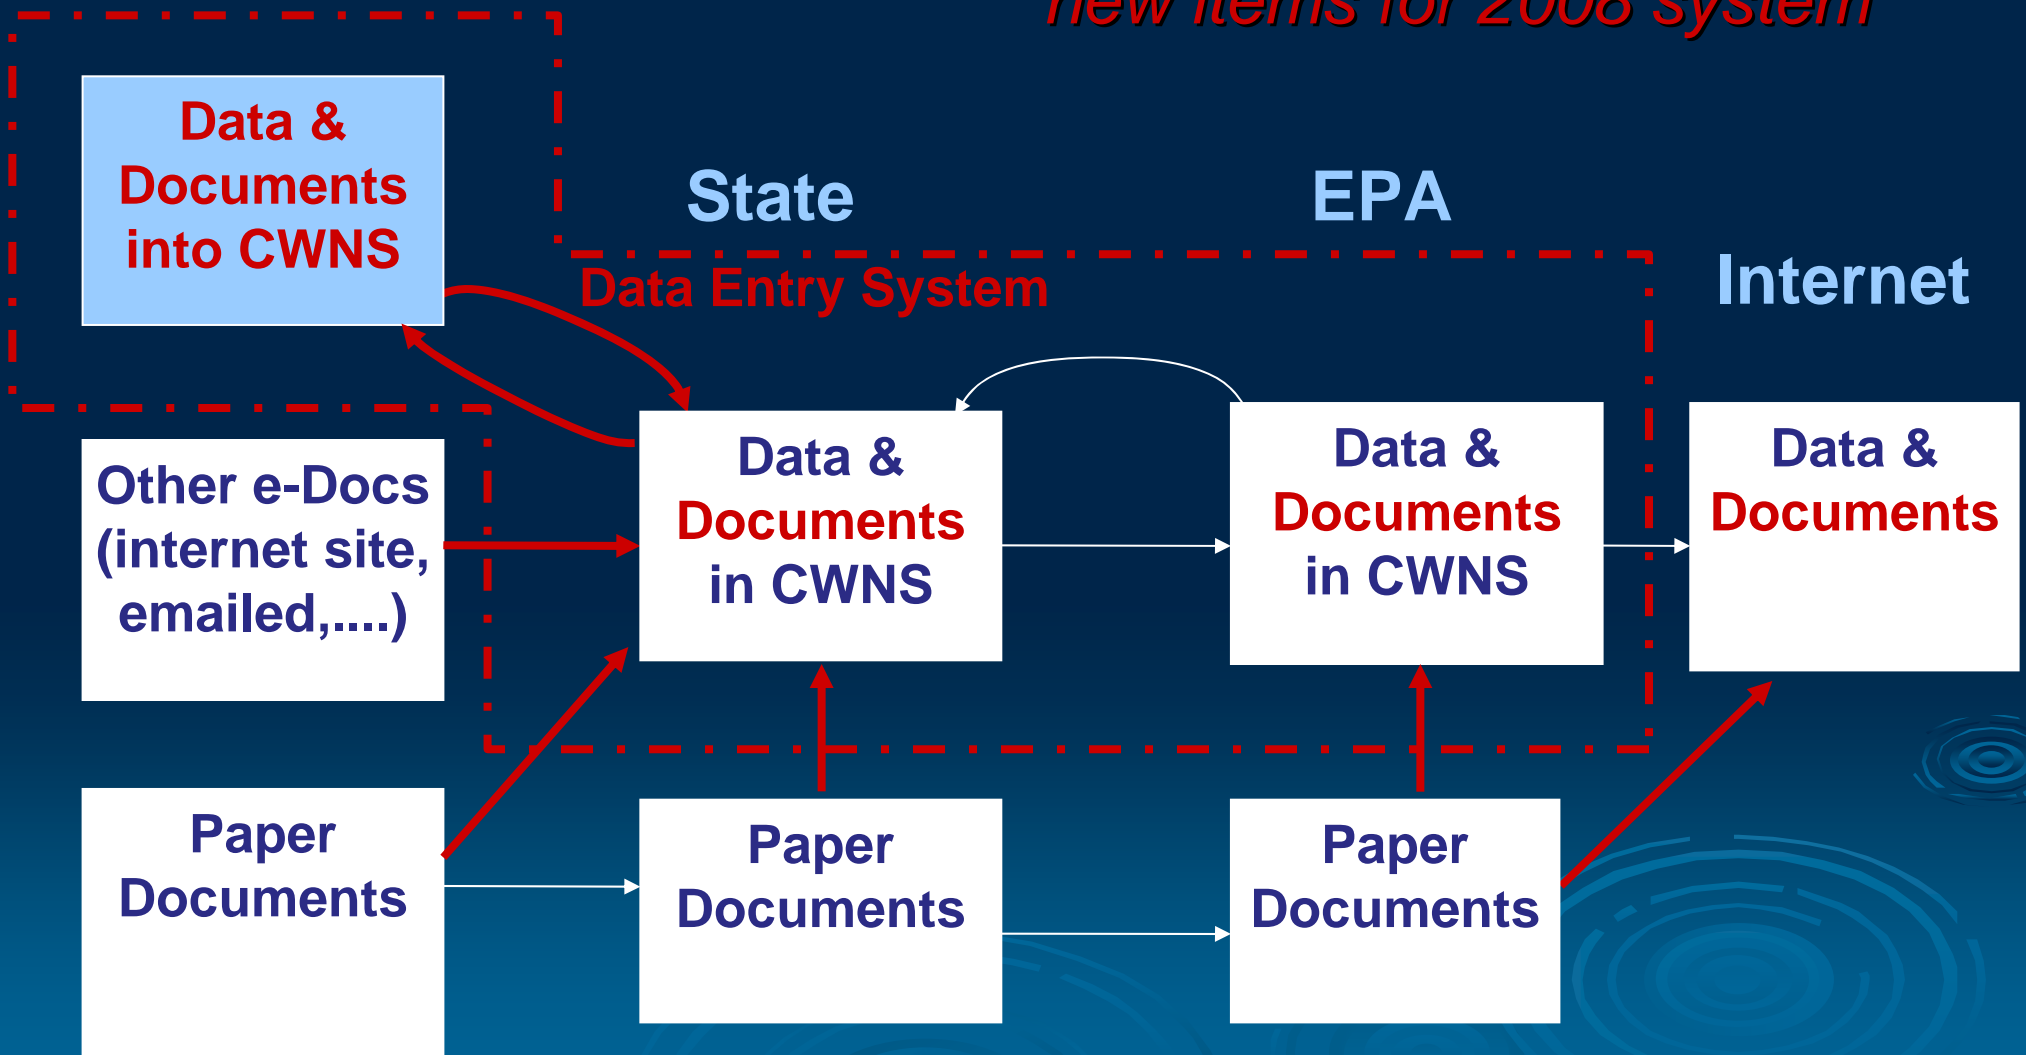 new items for 2008 system
Data &
Documents
into CWNS
State
EPA
Internet
Data Entry System
Other e-Docs
(internet site,
emailed,....)
Data &
Documents
in CWNS
Data &
Documents
in CWNS
Data &
Documents
Paper
Documents
Paper
Documents
Paper
Documents